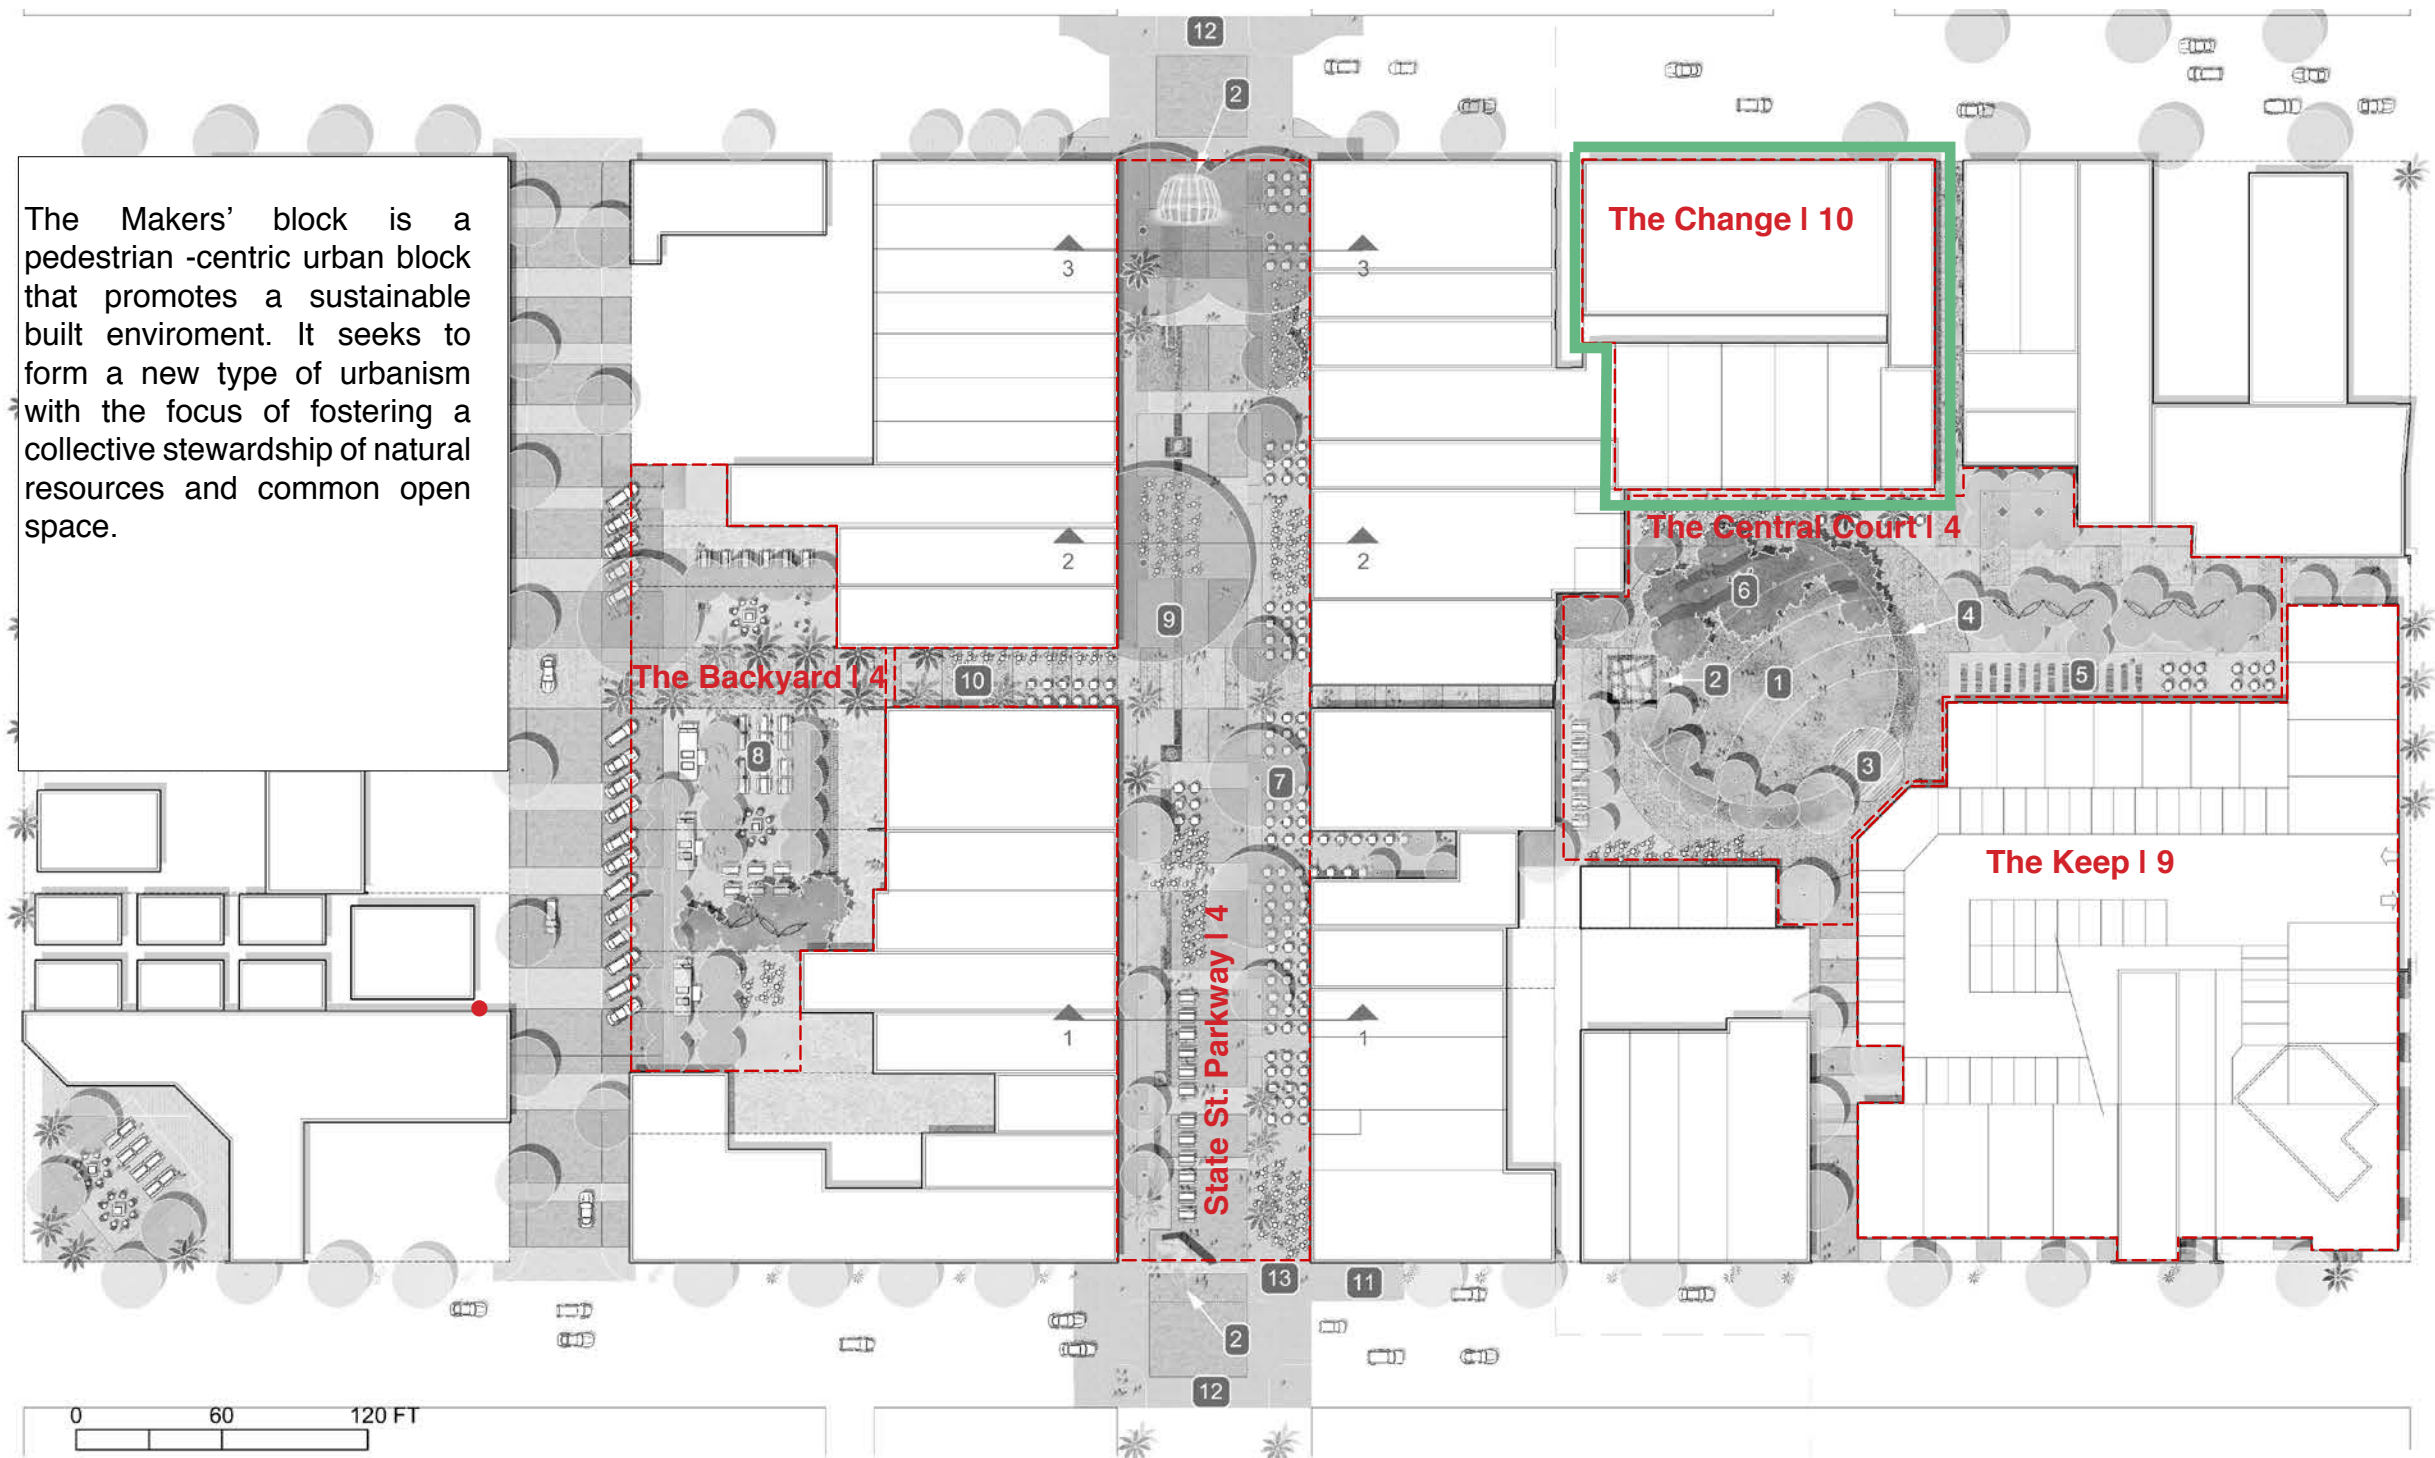 12
2
The Makers' block is a
pedestrian -centric urban block
that promotes a sustainable
built enviroment. It seeks to
form a new type of urbanism
with the focus of fostering a
collective stewardship of natural
resources and common open
space.
The Change | 10
3
3
The Central Court | 4
2
2
6
4
9
The Backyard | 4
10
2
1
5
8
7
3
The Keep | 9
State St. Parkway | 4
1
1
13
11
2
12
0
60
120 FT